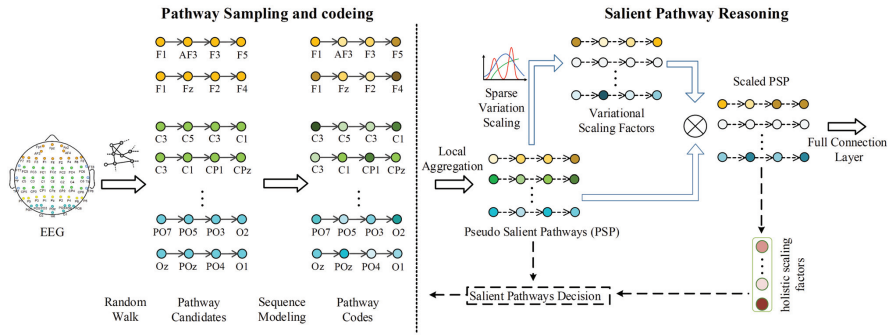 Pathway Sampling and codeing
Salient Pathway Reasoning
F1 AF3 F3 F5
F1 Fz F2 F4
C3 C5 C3 C1
C3 C1 CP1 CPz
PO7 PO5 PO3 O2
Oz POz PO4 O1
F1 AF3 F3 F5
F1 Fz F2 F4
C3 C5 C3 C1
C3 C1 CP1 CPz
PO7 PO5 PO3 O2
Oz POz PO4 O1
EEG
Random
Walk
Pathway
Candidates
Sequence
Modeling
Pathway
Codes
Local
Aggregation
Sparse
Variation
Scaling
Variational
Scaling Factors
Pseudo Salient Pathways (PSP)
Scaled PSP
Full Connection
Layer
holistic scaling
factors
Salient Pathways Decision